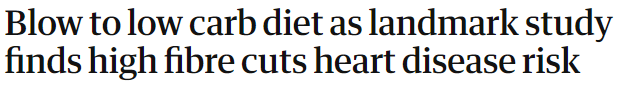 Blow to low carb diet as landmark study
finds high fibre cuts heart disease risk